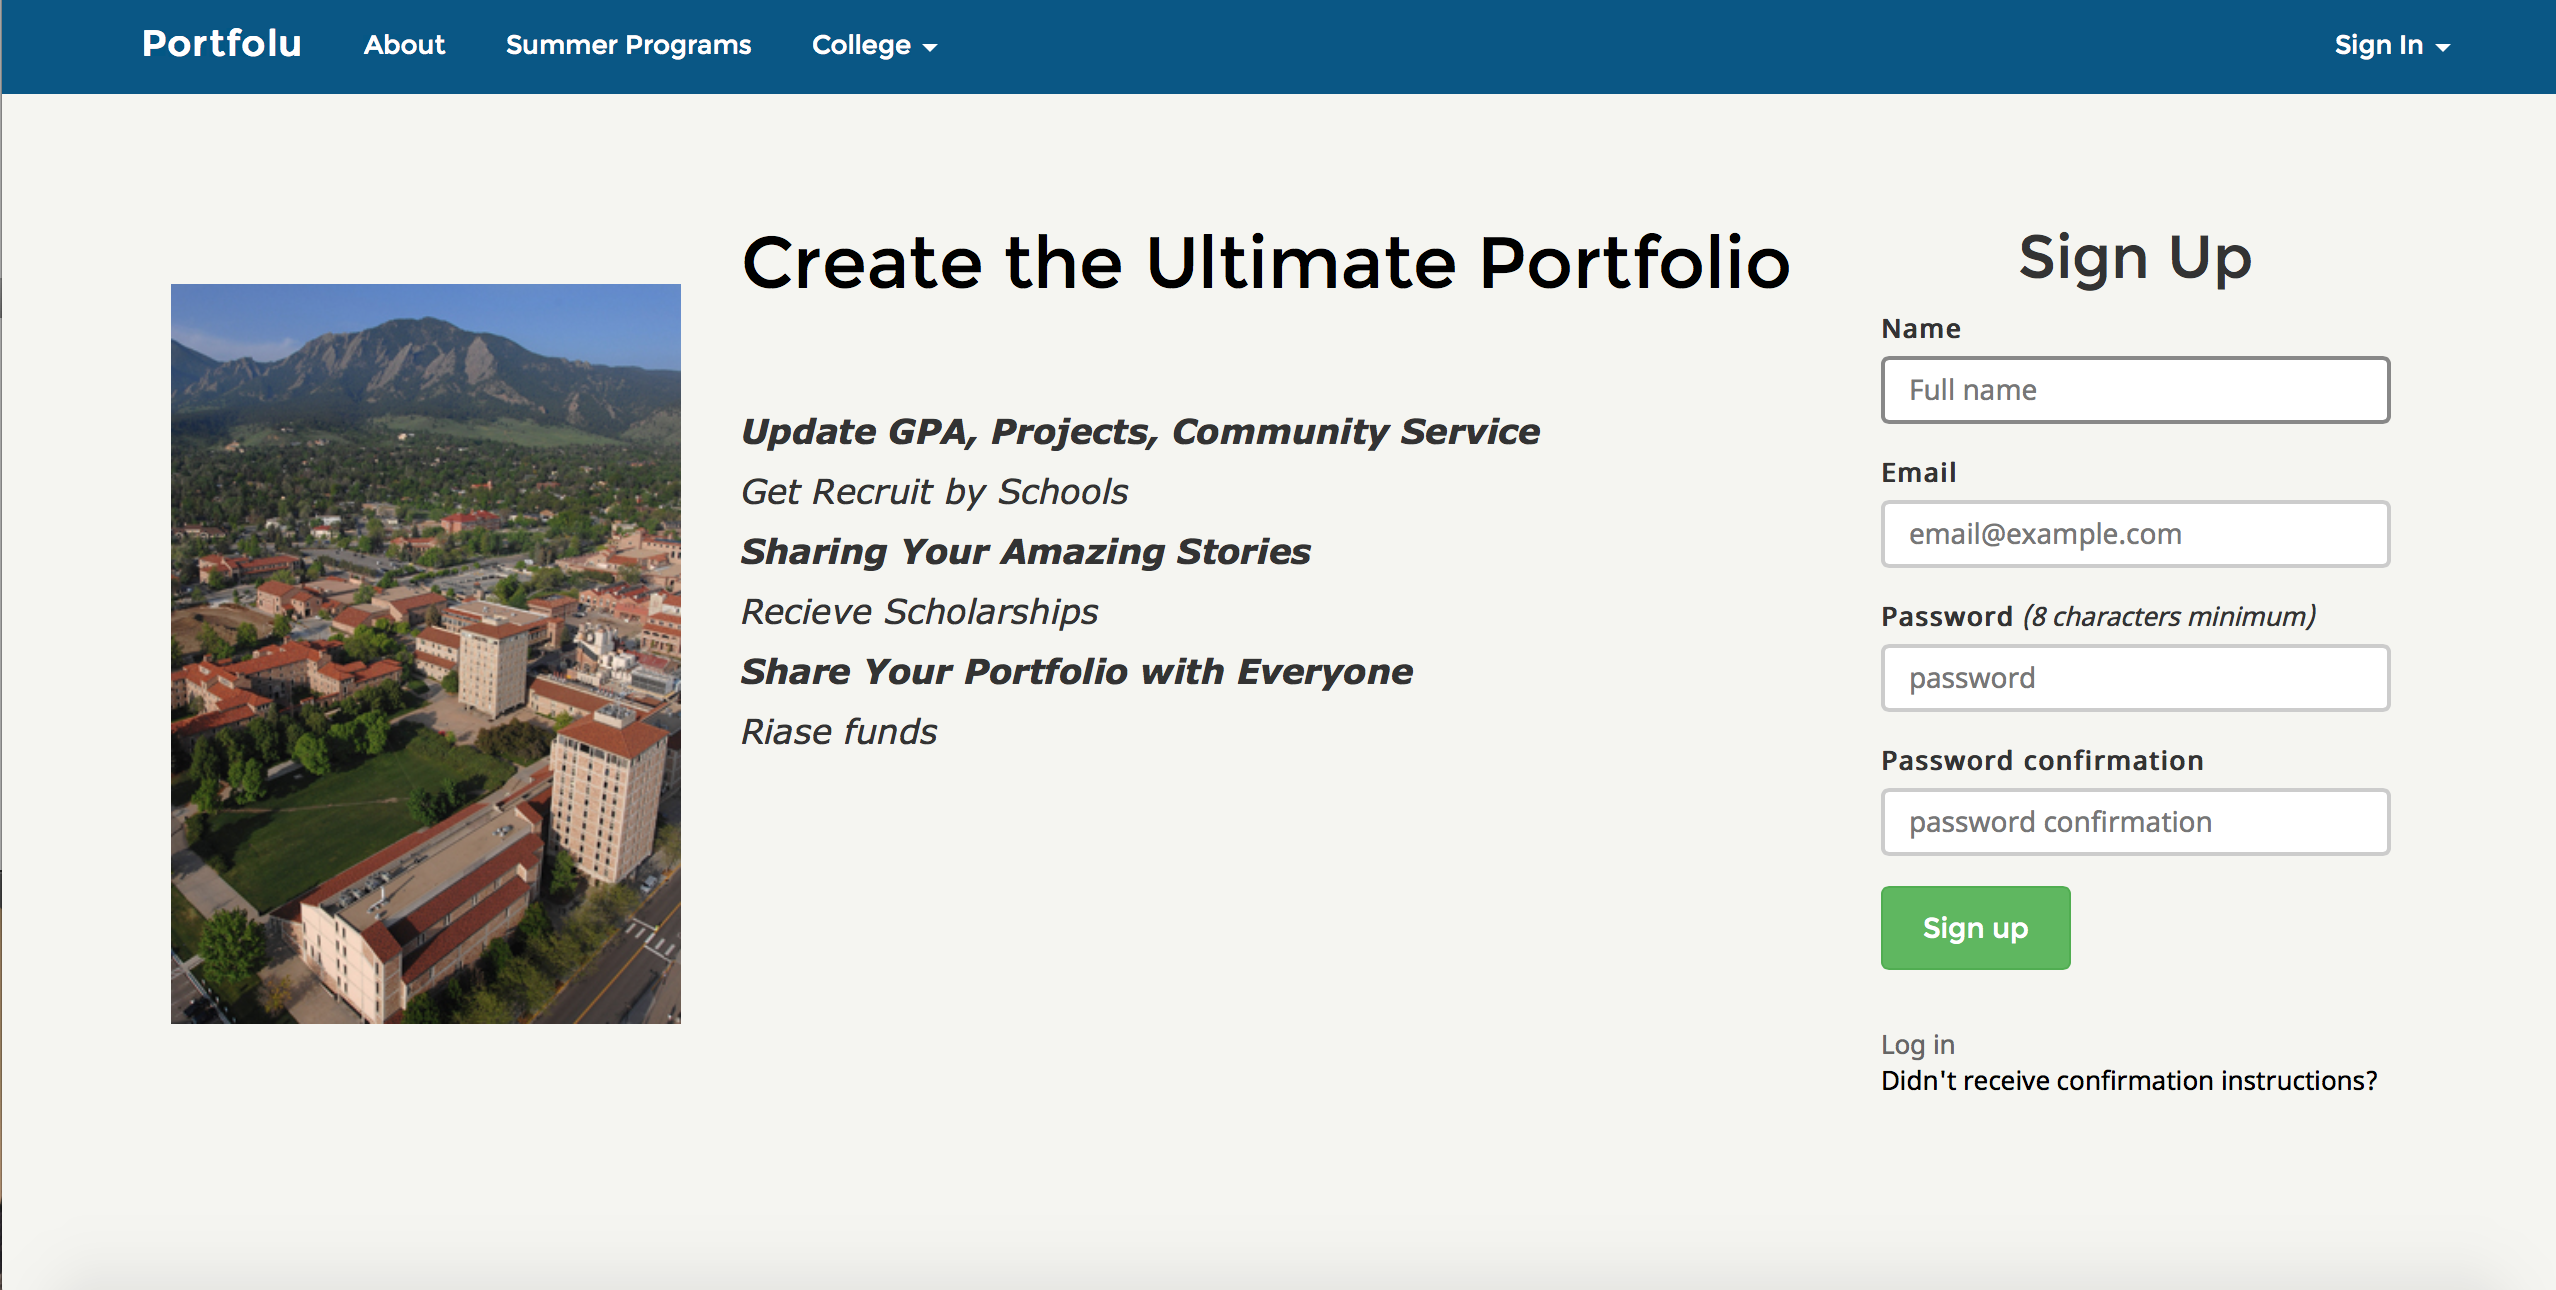 Portfolu About Summer Programs College Sign In
Create the Ultimate Portfolio
Update GPA, Projects, Community Service
Get Recruit by Schools
Sharing Your Amazing Stories
Recieve Scholarships
Share Your Portfolio with Everyone
Riase funds
Sign Up
Name
Full name
Email
email@example.com
Password (8 characters minimum)
password
Password confirmation
password confirmation
Sign up
Log in
Didn't receive confirmation instructions?